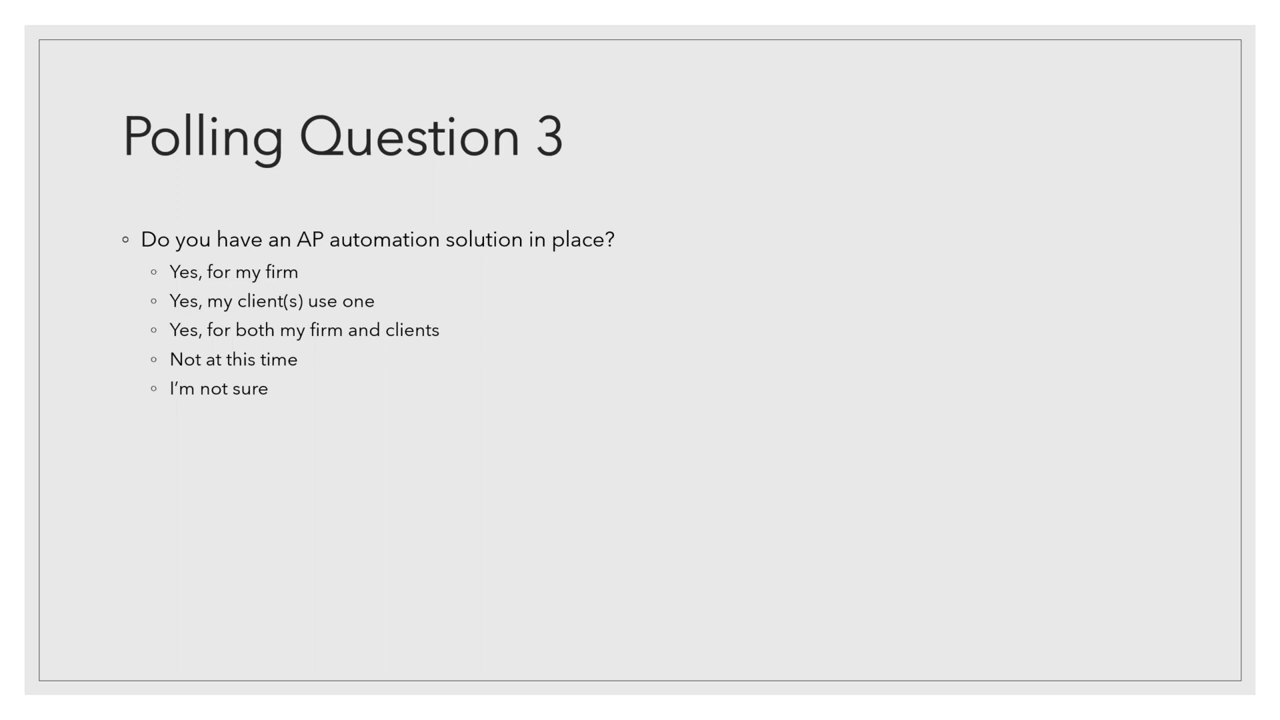 Polling Question 3
Do you have an AP automation solution in place?
Yes, for my firm
Yes, my client(s) use one
Yes, for both my firm and clients
Not at this time
I’m not sure